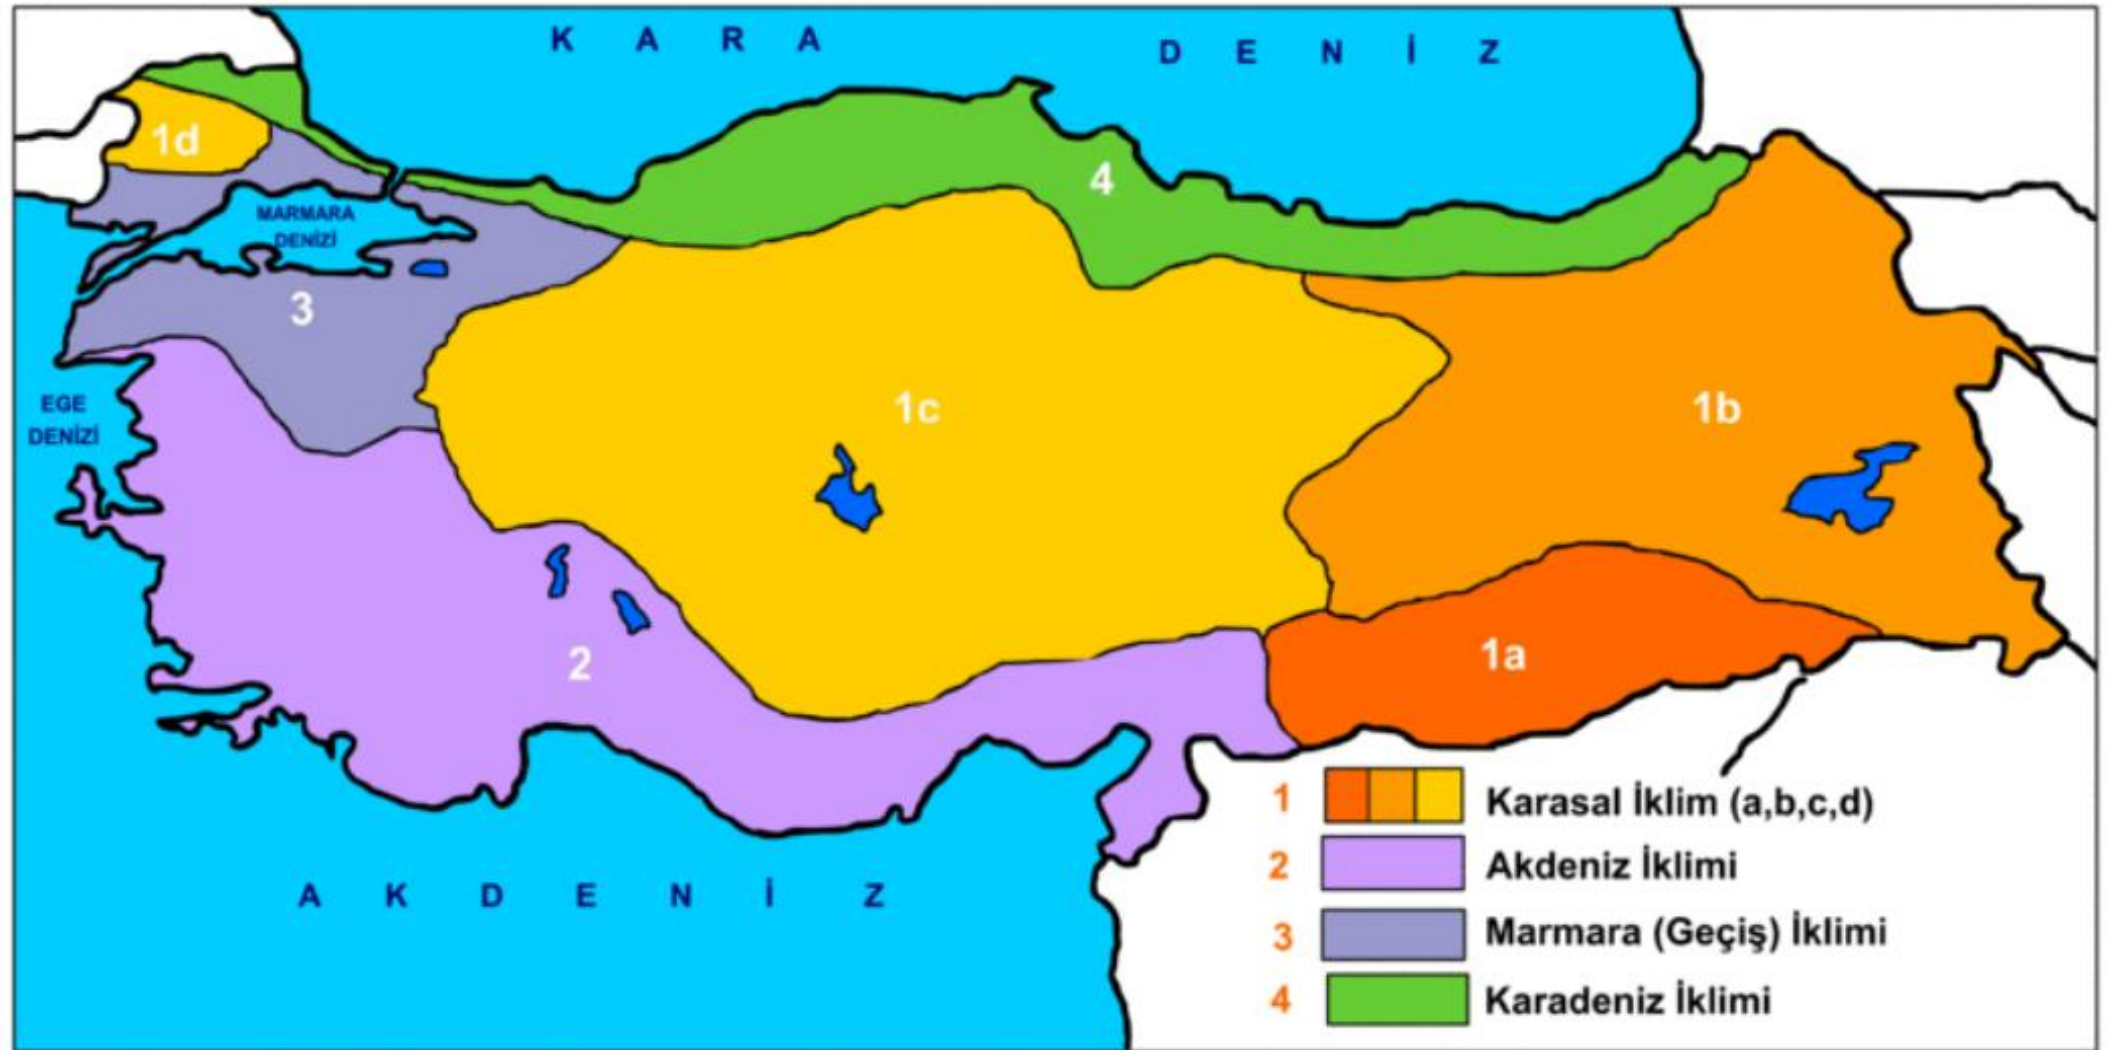 K A R A
D E N İ Z
1d
4
MARMARA
DENİZİ
3
EGE
DENİZİ
1c
1b
2
1a
A K D E N İ Z
1 Karasal İklim (a,b,c,d)
2 Akdeniz İklimi
3 Marmara (Geçiş) İklimi
4 Karadeniz İklimi